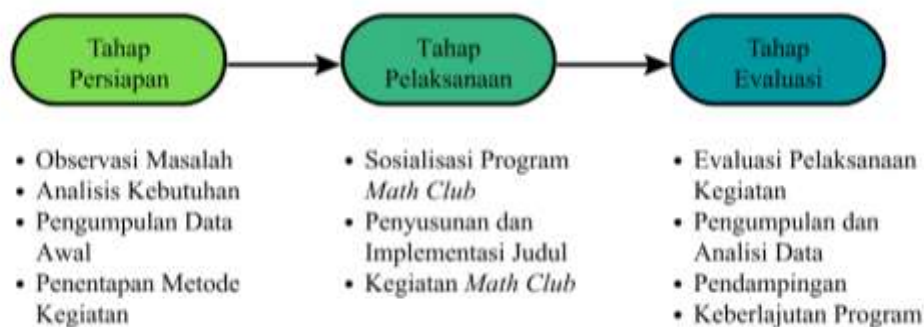 Tahap
Persiapan
Tahap
Pelaksanaan
Tahap
Evaluasi
• Observasi Masalah
• Analisis Kebutuhan
• Pengumpulan Data
Awal
• Penentapan Metode
Kegiatan
• Sosialisasi Program
Math Club
• Penyusunan dan
Implementasi Judul
• Kegiatan Math Club
• Evaluasi Pelaksanaan
Kegiatan
• Pengumpulan dan
Analisi Data
• Pendampingan
• Keberlajutan Program